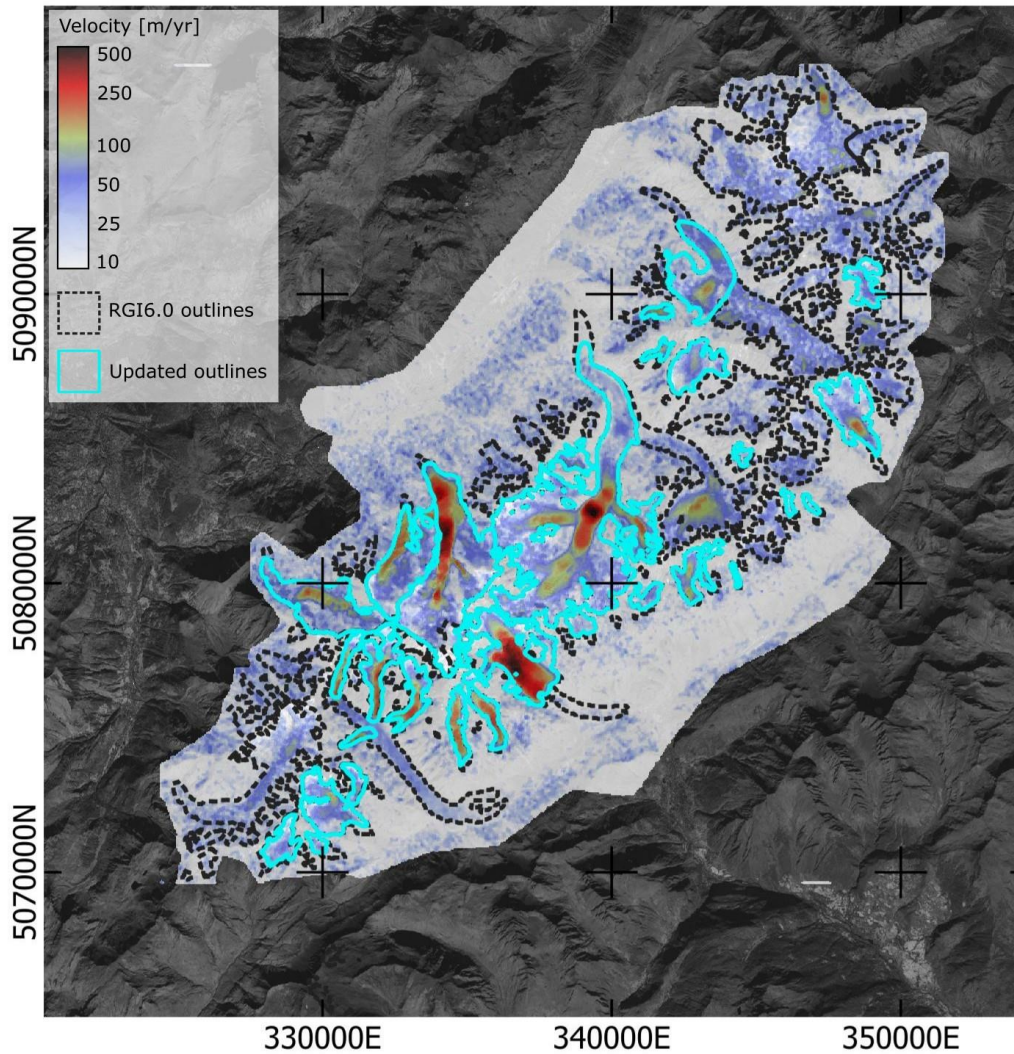 Velocity [m/yr]
500
250
100
50
25
10
RGI6.0 outlines
Updated outlines
5090000N
5080000N
5070000N
330000E
340000E
350000E